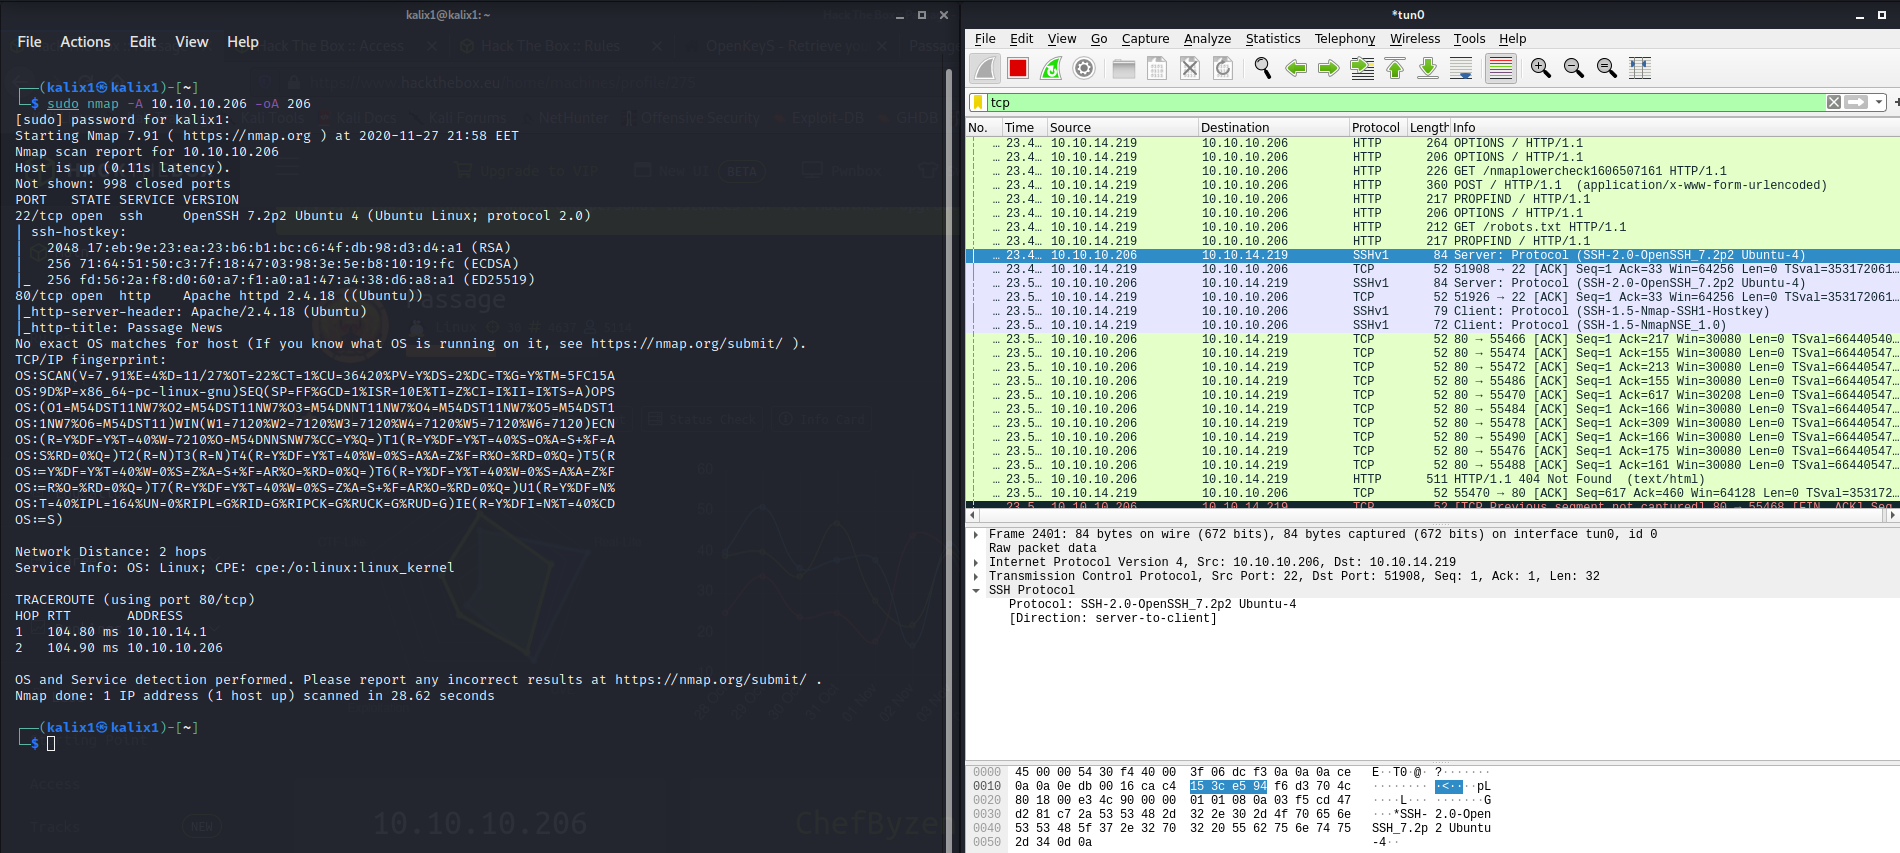 kalix1@kalix1: ~
File Actions Edit View Help
┌──(kalix1㉿kalix1)-[~]
└─$ sudo nmap -A 10.10.10.206 -oA 206
[sudo] password for kalix1:
Starting Nmap 7.91 ( https://nmap.org ) at 2020-11-27 21:58 EET
Nmap scan report for 10.10.10.206
Host is up (0.11s latency).
Not shown: 998 closed ports
PORT   STATE SERVICE VERSION
22/tcp open  ssh     OpenSSH 7.2p2 Ubuntu 4 (Ubuntu Linux; protocol 2.0)
| ssh-hostkey:
|   2048 17:eb:9e:23:ea:23:b6:b1:bc:c6:4f:db:98:d3:d4:a1 (RSA)
|   256 71:64:51:50:c3:7f:18:47:03:98:3e:5e:b8:10:19:fc (ECDSA)
|_  256 fd:56:2a:f8:d0:60:a7:f1:a0:a1:47:a4:38:d6:a8:a1 (ED25519)
80/tcp open  http    Apache httpd 2.4.18 ((Ubuntu))
|_http-server-header: Apache/2.4.18 (Ubuntu)
|_http-title: Passage News
No exact OS matches for host (If you know what OS is running on it, see https://nmap.org/submit/ ).
TCP/IP fingerprint:
OS:SCAN(V=7.91%E=4%D=11/27%OT=22%CT=1%CU=36420%PV=Y%DS=2%DC=T%G=Y%TM=5FC15A
OS:9D%P=x86_64-pc-linux-gnu)SEQ(SP=FF%GCD=1%ISR=10E%TI=Z%CI=I%II=I%TS=A)OPS
OS:(O1=M54DST11NW7%O2=M54DST11NW7%O3=M54DNNT11NW7%O4=M54DST11NW7%O5=M54DST1
OS:1NW7%O6=M54DST11)WIN(W1=7120%W2=7120%W3=7120%W4=7120%W5=7120%W6=7120)ECN
OS:(R=Y%DF=Y%T=40%W=7210%O=M54DNNSNW7%CC=Y%Q=)T1(R=Y%DF=Y%T=40%S=O%A=S+%F=A
OS:S%RD=0%Q=)T2(R=N)T3(R=N)T4(R=Y%DF=Y%T=40%W=0%S=A%A=Z%F=R%O=%RD=0%Q=)T5(R
OS:=Y%DF=Y%T=40%W=0%S=Z%A=S+%F=AR%O=%RD=0%Q=)T6(R=Y%DF=Y%T=40%W=0%S=A%A=Z%F
OS:=R%O=%RD=0%Q=)T7(R=Y%DF=Y%T=40%W=0%S=Z%A=S+%F=AR%O=%RD=0%Q=)U1(R=Y%DF=N%
OS:T=40%IPL=164%UN=0%RIPL=G%RID=G%RIPCK=G%RUCK=G%RUD=G)IE(R=Y%DFI=N%T=40%CD
OS:=S)
Network Distance: 2 hops
Service Info: OS: Linux; CPE: cpe:/o:linux:linux_kernel
TRACEROUTE (using port 80/tcp)
HOP RTT       ADDRESS
1   104.80 ms 10.10.14.1
2   104.90 ms 10.10.10.206
OS and Service detection performed. Please report any incorrect results at https://nmap.org/submit/ .
Nmap done: 1 IP address (1 host up) scanned in 28.62 seconds
┌──(kalix1㉿kalix1)-[~]
└─$
Access
Tracks NEW
10.10.10.206
*tun0
File Edit View Go Capture Analyze Statistics Telephony Wireless Tools Help
tcp
No. Time Source Destination Protocol Length Info
… 23.4… 10.10.14.219 10.10.10.206 HTTP 264 OPTIONS / HTTP/1.1
… 23.4… 10.10.14.219 10.10.10.206 HTTP 206 OPTIONS / HTTP/1.1
… 23.4… 10.10.14.219 10.10.10.206 HTTP 226 GET /nmaplowercheck1606507161 HTTP/1.1
… 23.4… 10.10.14.219 10.10.10.206 HTTP 360 POST / HTTP/1.1  (application/x-www-form-urlencoded)
… 23.4… 10.10.14.219 10.10.10.206 HTTP 217 PROPFIND / HTTP/1.1
… 23.4… 10.10.14.219 10.10.10.206 HTTP 206 OPTIONS / HTTP/1.1
… 23.4… 10.10.14.219 10.10.10.206 HTTP 212 GET /robots.txt HTTP/1.1
… 23.4… 10.10.14.219 10.10.10.206 HTTP 217 PROPFIND / HTTP/1.1
… 23.4… 10.10.10.206 10.10.14.219 SSHv1 84 Server: Protocol (SSH-2.0-OpenSSH_7.2p2 Ubuntu-4)
… 23.4… 10.10.14.219 10.10.10.206 TCP 52 51908 → 22 [ACK] Seq=1 Ack=33 Win=64256 Len=0 TSval=353172061…
… 23.4… 10.10.10.206 10.10.14.219 SSHv1 84 Server: Protocol (SSH-2.0-OpenSSH_7.2p2 Ubuntu-4)
… 23.4… 10.10.14.219 10.10.10.206 TCP 52 51926 → 22 [ACK] Seq=1 Ack=33 Win=64256 Len=0 TSval=353172061…
… 23.5… 10.10.14.219 10.10.10.206 SSHv1 79 Client: Protocol (SSH-1.5-Nmap-SSH1-Hostkey)
… 23.5… 10.10.14.219 10.10.10.206 SSHv1 72 Client: Protocol (SSH-1.5-NmapNSE_1.0)
… 23.5… 10.10.10.206 10.10.14.219 TCP 52 80 → 55466 [ACK] Seq=1 Ack=217 Win=30080 Len=0 TSval=66440540…
… 23.5… 10.10.10.206 10.10.14.219 TCP 52 80 → 55474 [ACK] Seq=1 Ack=155 Win=30080 Len=0 TSval=66440547…
… 23.5… 10.10.10.206 10.10.14.219 TCP 52 80 → 55472 [ACK] Seq=1 Ack=213 Win=30080 Len=0 TSval=66440547…
… 23.5… 10.10.10.206 10.10.14.219 TCP 52 80 → 55486 [ACK] Seq=1 Ack=155 Win=30080 Len=0 TSval=66440547…
… 23.5… 10.10.10.206 10.10.14.219 TCP 52 80 → 55470 [ACK] Seq=1 Ack=617 Win=30208 Len=0 TSval=66440547…
… 23.5… 10.10.10.206 10.10.14.219 TCP 52 80 → 55484 [ACK] Seq=1 Ack=166 Win=30080 Len=0 TSval=66440547…
… 23.5… 10.10.10.206 10.10.14.219 TCP 52 80 → 55478 [ACK] Seq=1 Ack=309 Win=30080 Len=0 TSval=66440547…
… 23.5… 10.10.10.206 10.10.14.219 TCP 52 80 → 55490 [ACK] Seq=1 Ack=166 Win=30080 Len=0 TSval=66440547…
… 23.5… 10.10.10.206 10.10.14.219 TCP 52 80 → 55476 [ACK] Seq=1 Ack=175 Win=30080 Len=0 TSval=66440547…
… 23.5… 10.10.10.206 10.10.14.219 TCP 52 80 → 55488 [ACK] Seq=1 Ack=161 Win=30080 Len=0 TSval=66440547…
… 23.5… 10.10.10.206 10.10.14.219 HTTP 511 HTTP/1.1 404 Not Found  (text/html)
… 23.5… 10.10.14.219 10.10.10.206 TCP 52 55470 → 80 [ACK] Seq=617 Ack=460 Win=64128 Len=0 TSval=353172…
… 23.5… 10.10.10.206 10.10.14.219 TCP 52 [TCP Previous segment not captured] 80 → 55468 [FIN, ACK] Seq…
Frame 2401: 84 bytes on wire (672 bits), 84 bytes captured (672 bits) on interface tun0, id 0
Raw packet data
Internet Protocol Version 4, Src: 10.10.10.206, Dst: 10.10.14.219
Transmission Control Protocol, Src Port: 22, Dst Port: 51908, Seq: 1, Ack: 1, Len: 32
SSH Protocol
Protocol: SSH-2.0-OpenSSH_7.2p2 Ubuntu-4
[Direction: server-to-client]
0000 45 00 00 54 30 f4 40 00 3f 06 dc f3 0a 0a 0a ce E··T0·@· ?·······
0010 0a 0a 0e db 00 16 ca c4 15 3c e5 94 f6 d3 70 4c ········ ·<····pL
0020 80 18 00 e3 4c 90 00 00 01 01 08 0a 03 f5 cd 47 ····L··· ·······G
0030 d2 81 c7 2a 53 53 48 2d 32 2e 30 2d 4f 70 65 6e ···*SSH- 2.0-Open
0040 53 53 48 5f 37 2e 32 70 32 20 55 62 75 6e 74 75 SSH_7.2p 2 Ubuntu
0050 2d 34 0d 0a -4··